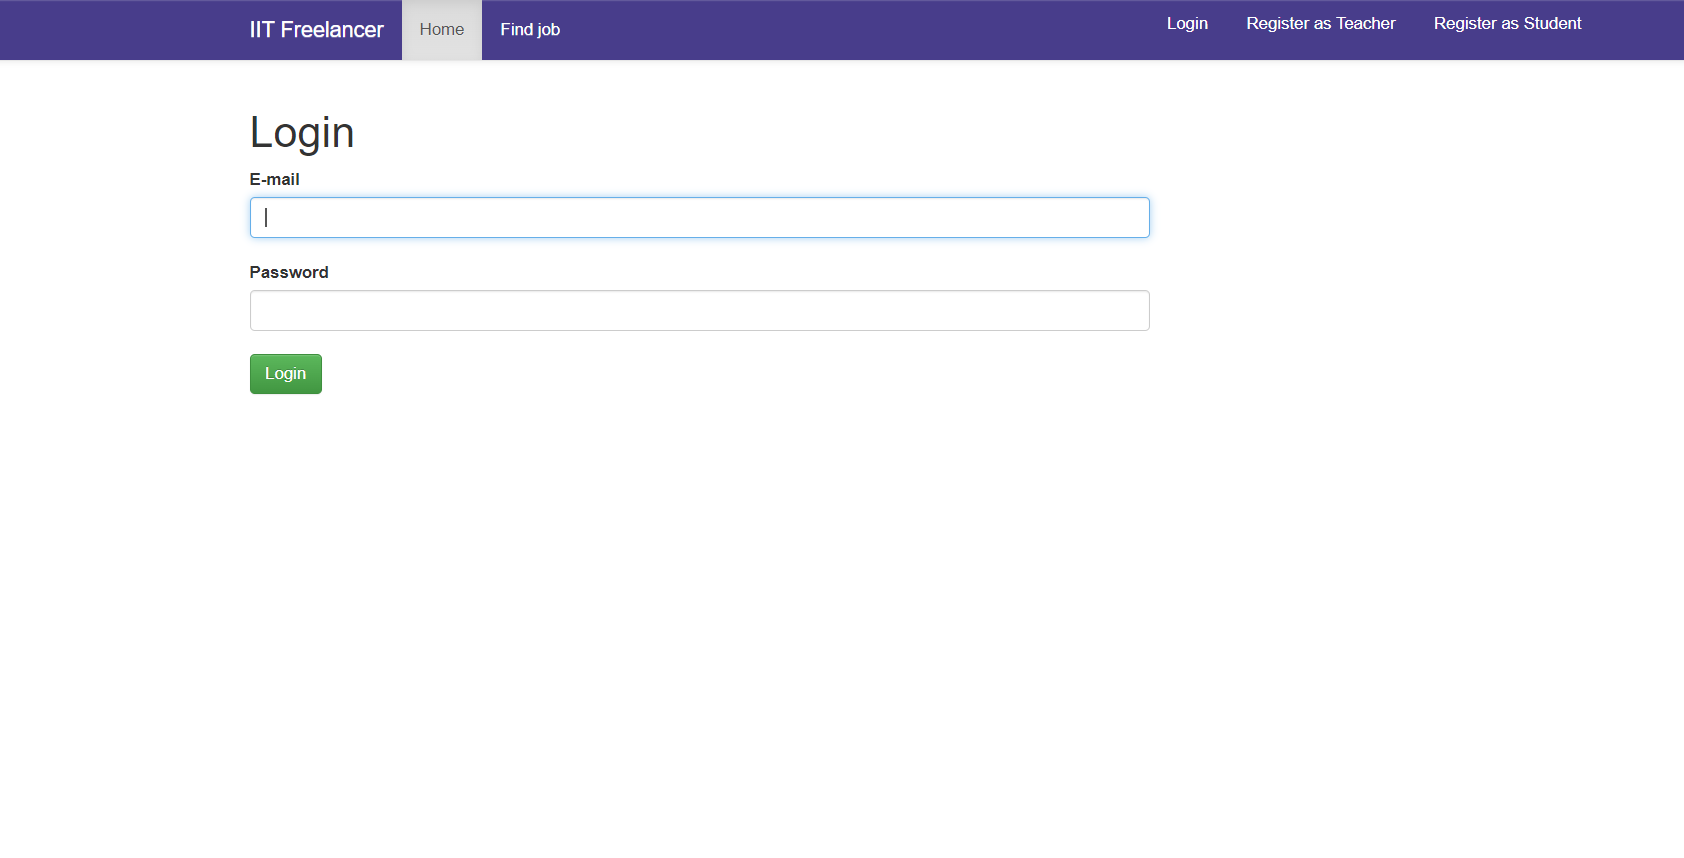 IIT Freelancer Home Find job Login Register as Teacher Register as Student
Login
E-mail
Password
Login